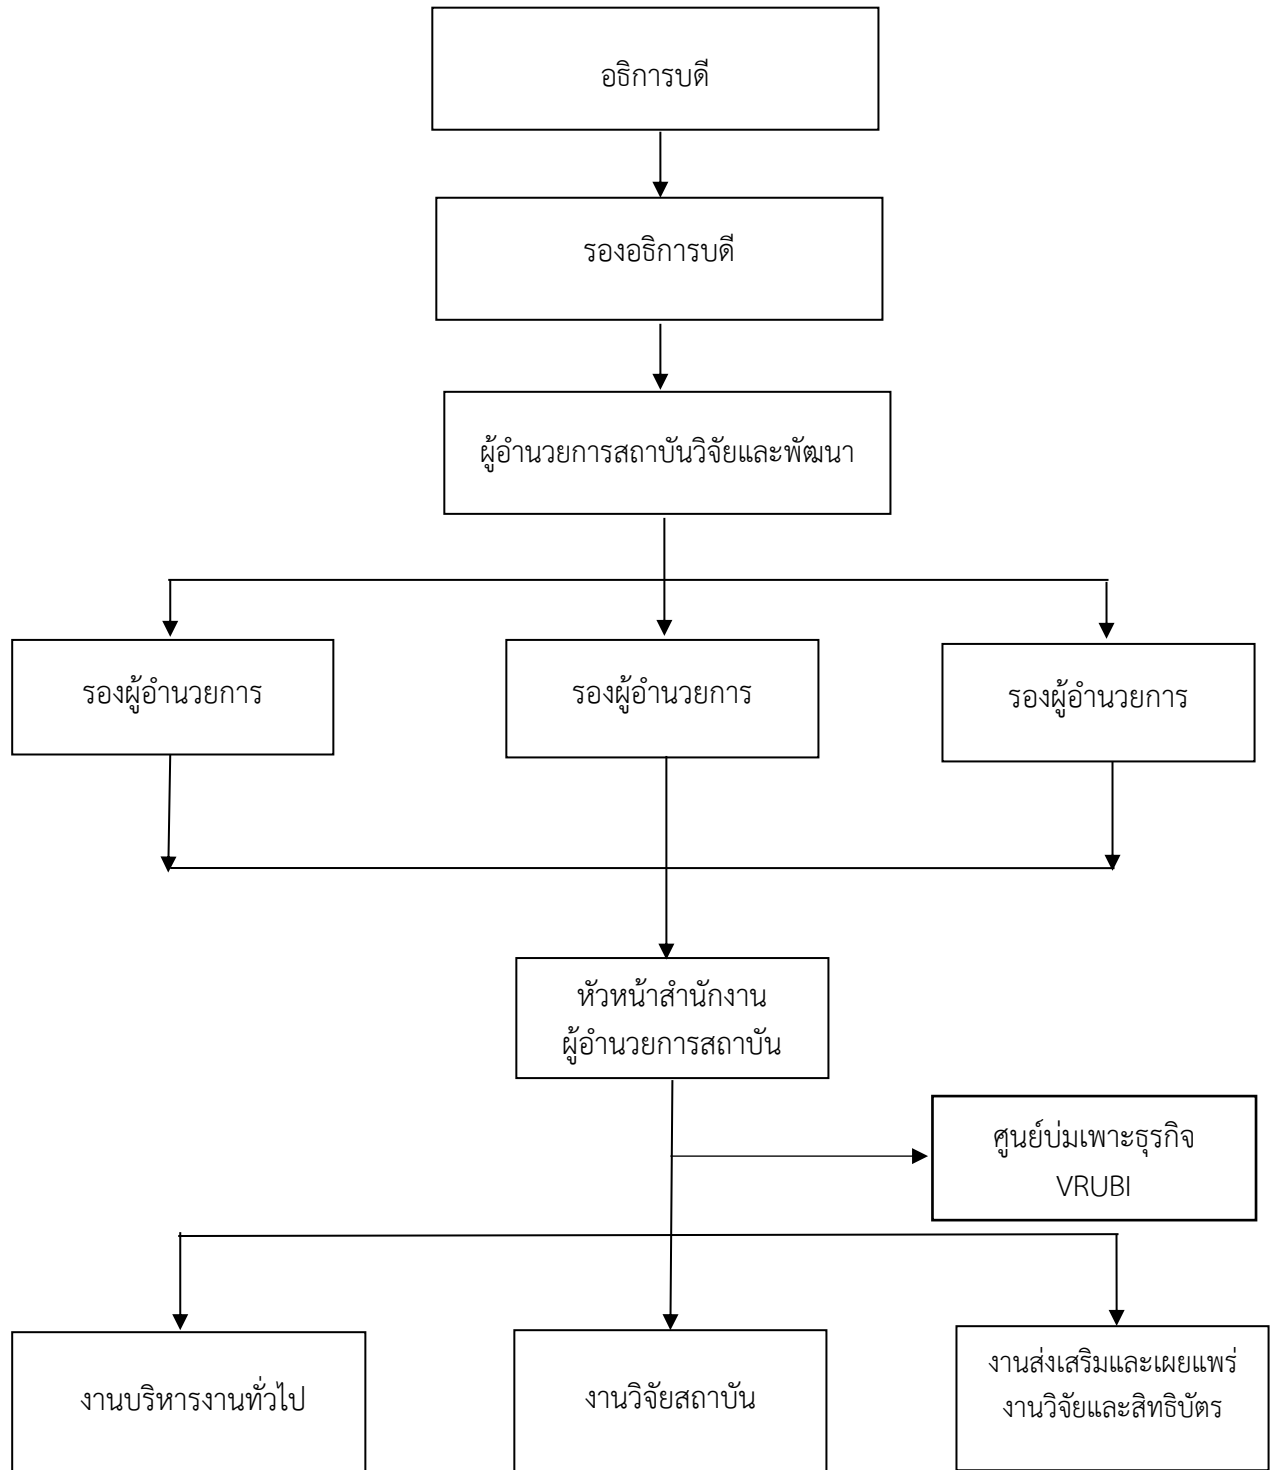 อธิการบดี
รองอธิการบดี
ผู้อำนวยการสถาบันวิจัยและพัฒนา
รองผู้อำนวยการ
รองผู้อำนวยการ
รองผู้อำนวยการ
หัวหน้าสำนักงาน
ผู้อำนวยการสถาบัน
ศูนย์บ่มเพาะธุรกิจ
VRUBI
งานบริหารงานทั่วไป
งานวิจัยสถาบัน
งานส่งเสริมและเผยแพร่
งานวิจัยและสิทธิบัตร